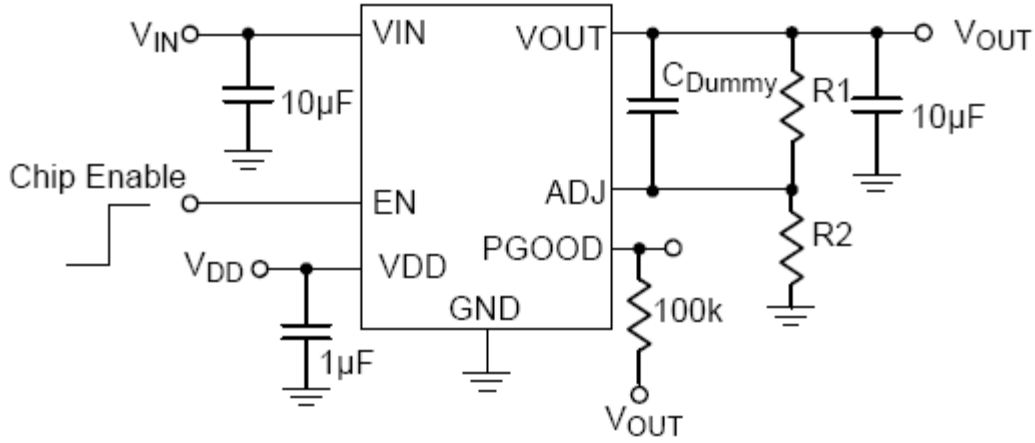 VIN
VIN
VOUT
VOUT
CDummy
R1
10µF
10µF
Chip Enable
EN
ADJ
R2
VDD
VDD
PGOOD
GND
100k
1µF
VOUT